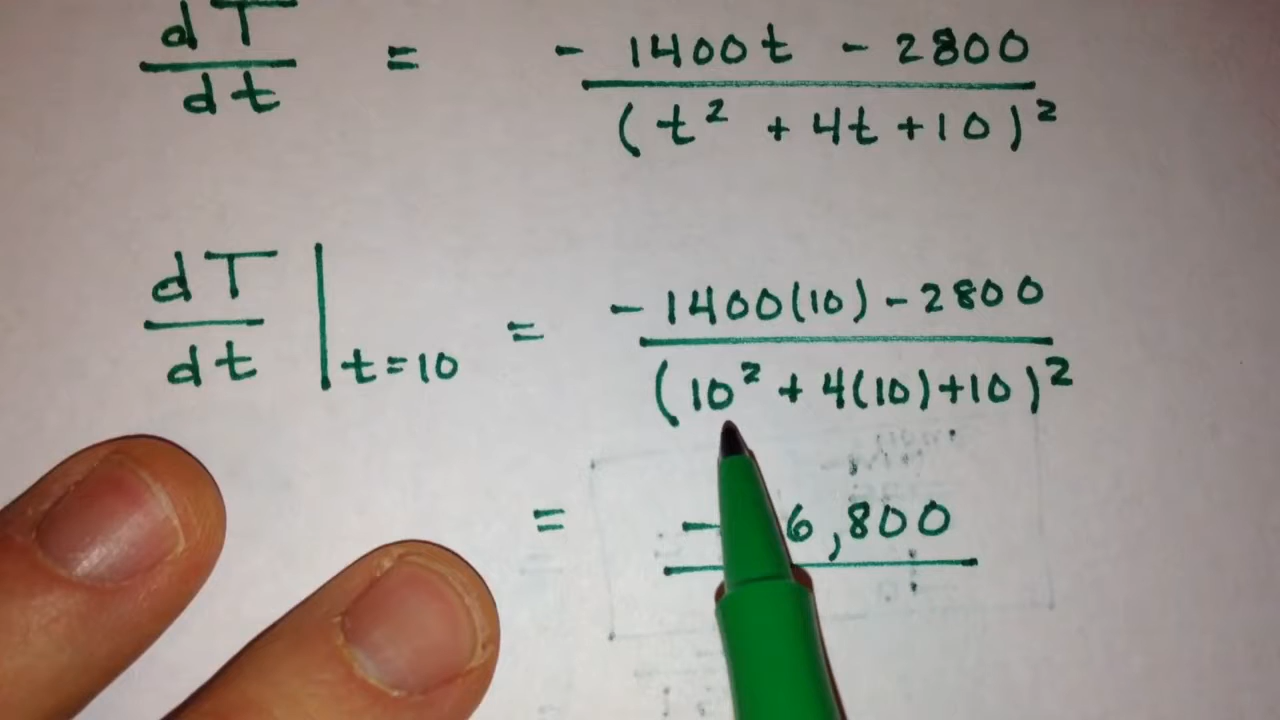 dT/dt = - 1400t - 2800 / (t² + 4t + 10)²
dT/dt | t=10 = - 1400(10) - 2800 / (10² + 4(10) + 10)²
= - 6,800